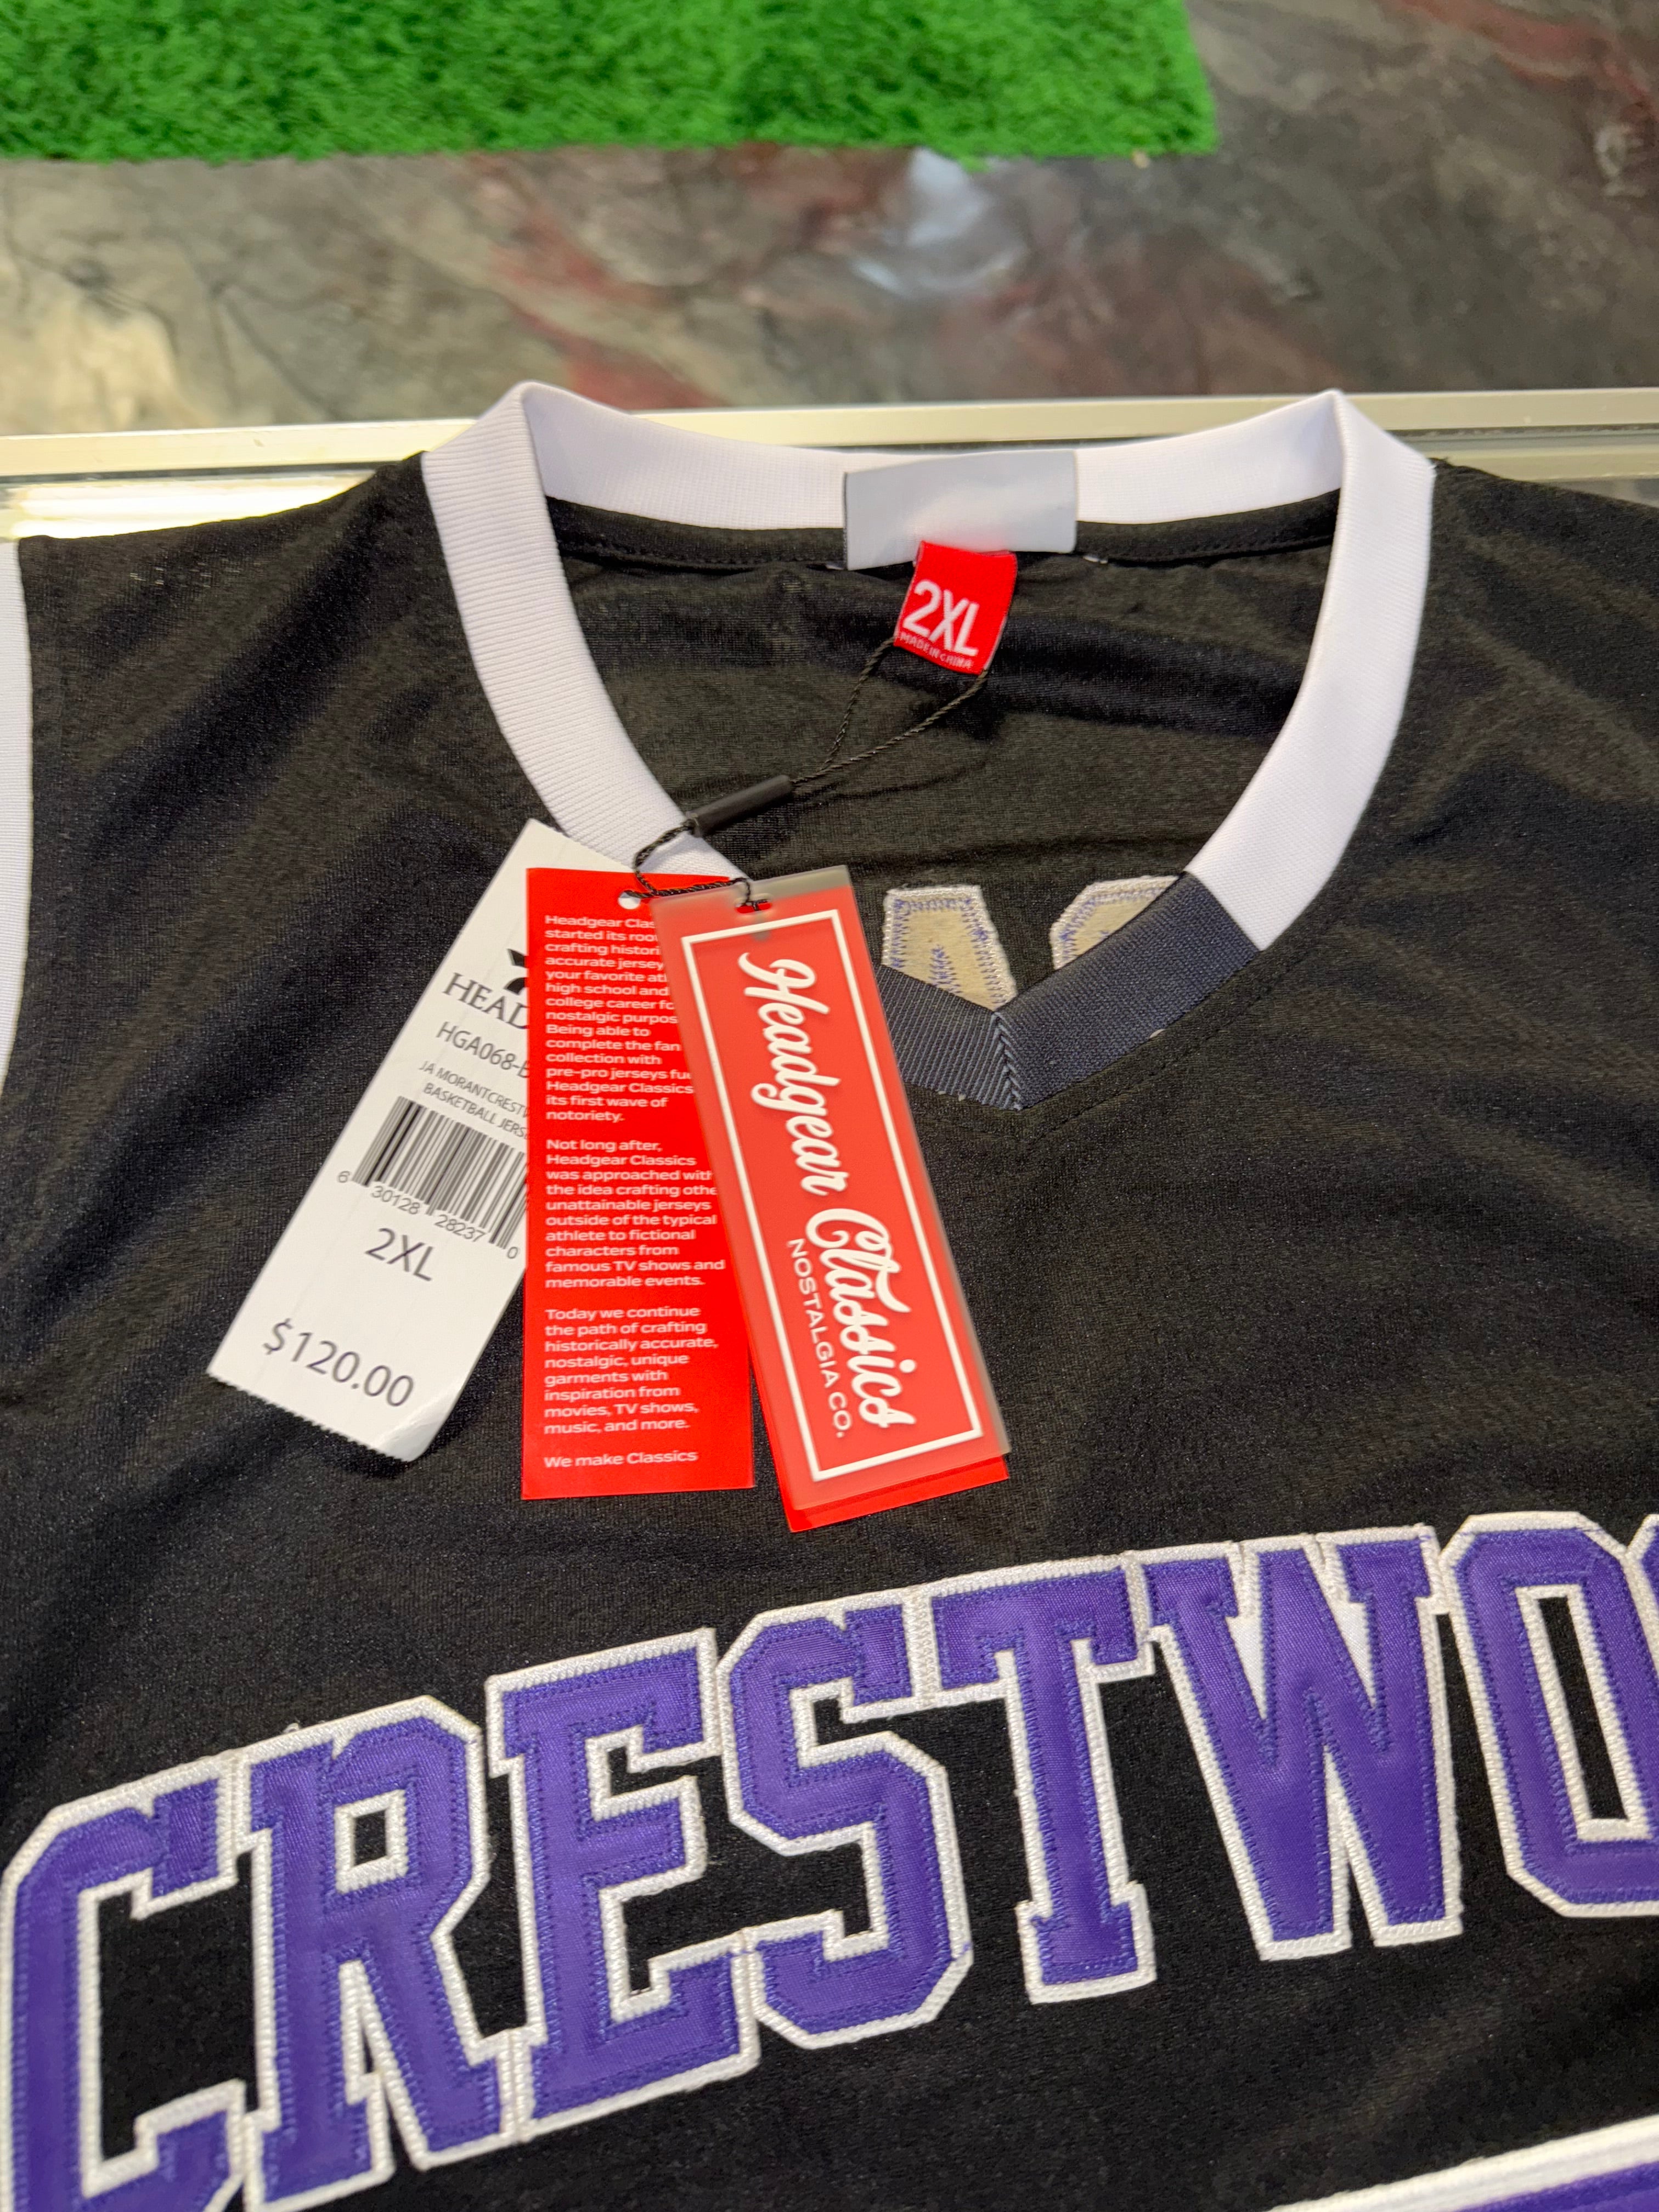 2XL
MADE IN CHINA
HEAD
HGA068-B
JA MORANTCREST
BASKETBALL JERS
6 30128 28237 0
2XL
$120.00
Headgear Clas
started its roo
crafting histori
accurate jersey
your favorite at
high school and
college career fo
nostalgic purpos
Being able to
complete the fan
collection with
pre-pro jerseys fu
Headgear Classics
its first wave of
notoriety.
Not long after,
Headgear Classics
was approached with
the idea crafting othe
unattainable jerseys
outside of the typical
athlete to fictional
characters from
famous TV shows and
memorable events.
Today we continue
the path of crafting
historically accurate,
nostalgic, unique
garments with
inspiration from
movies, TV shows,
music, and more.
We make Classics
Headgear Classics
NOSTALGIA CO.
CRESTWO